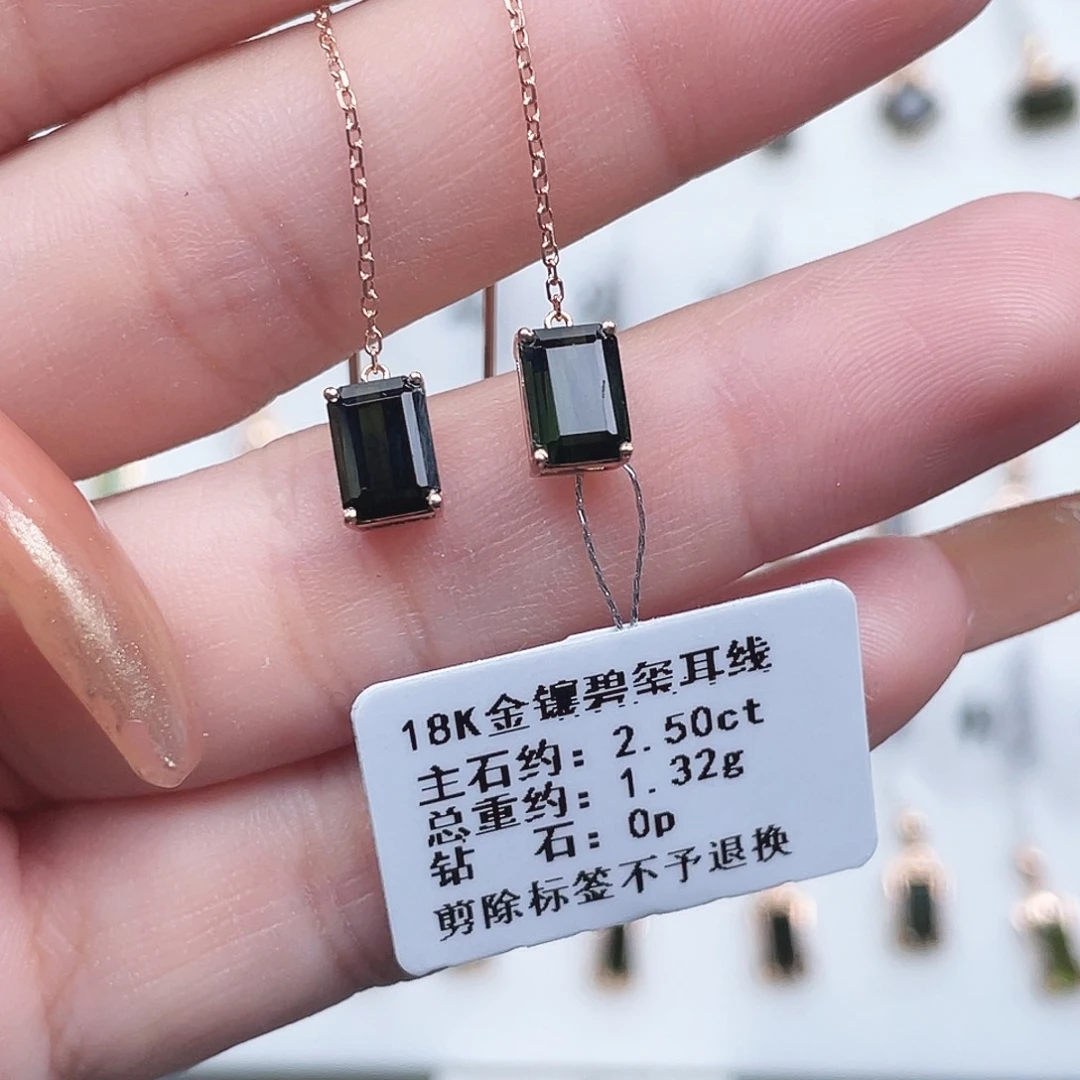 18K金镶碧玺耳线
主石约: 2.50ct
总重约: 1.32g
钻 石: 0p
剪除标签不予退换